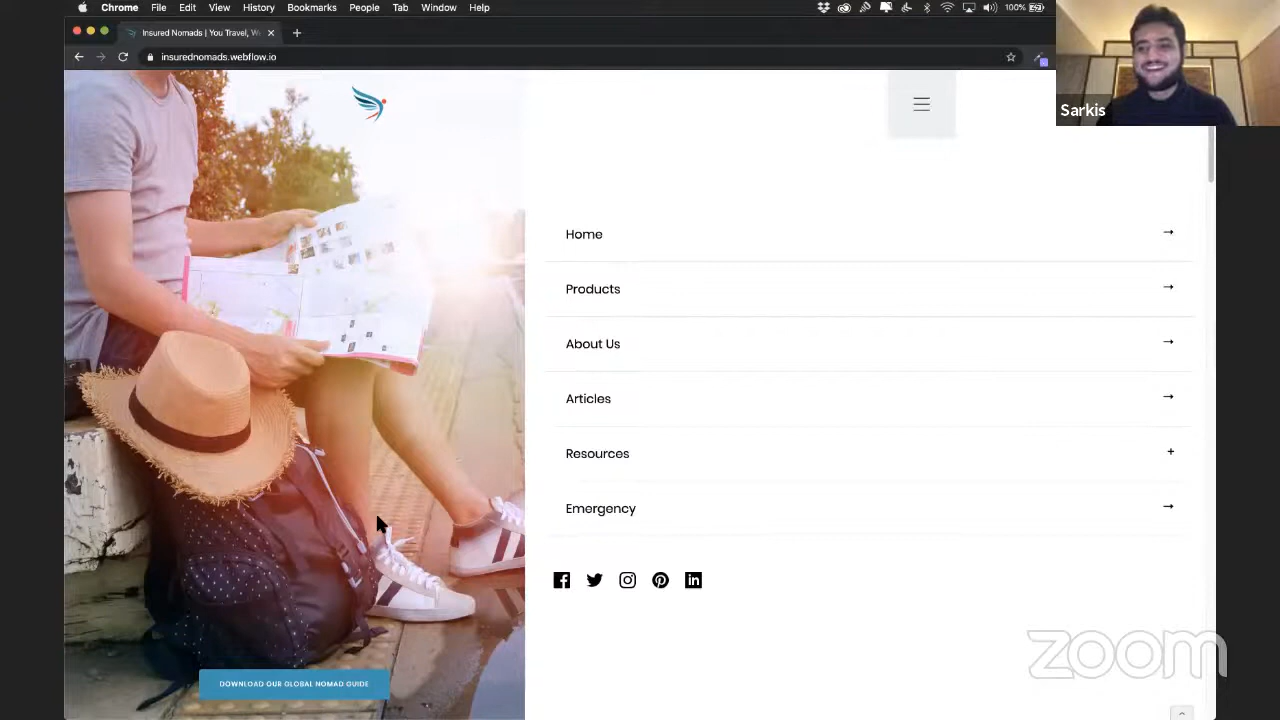 Chrome File Edit View History Bookmarks People Tab Window Help 100%
Insured Nomads | You Travel, W
insurednomads.webflow.io
Sarkis
Home
Products
About Us
Articles
Resources
Emergency
DOWNLOAD OUR GLOBAL NOMAD GUIDE
zoom